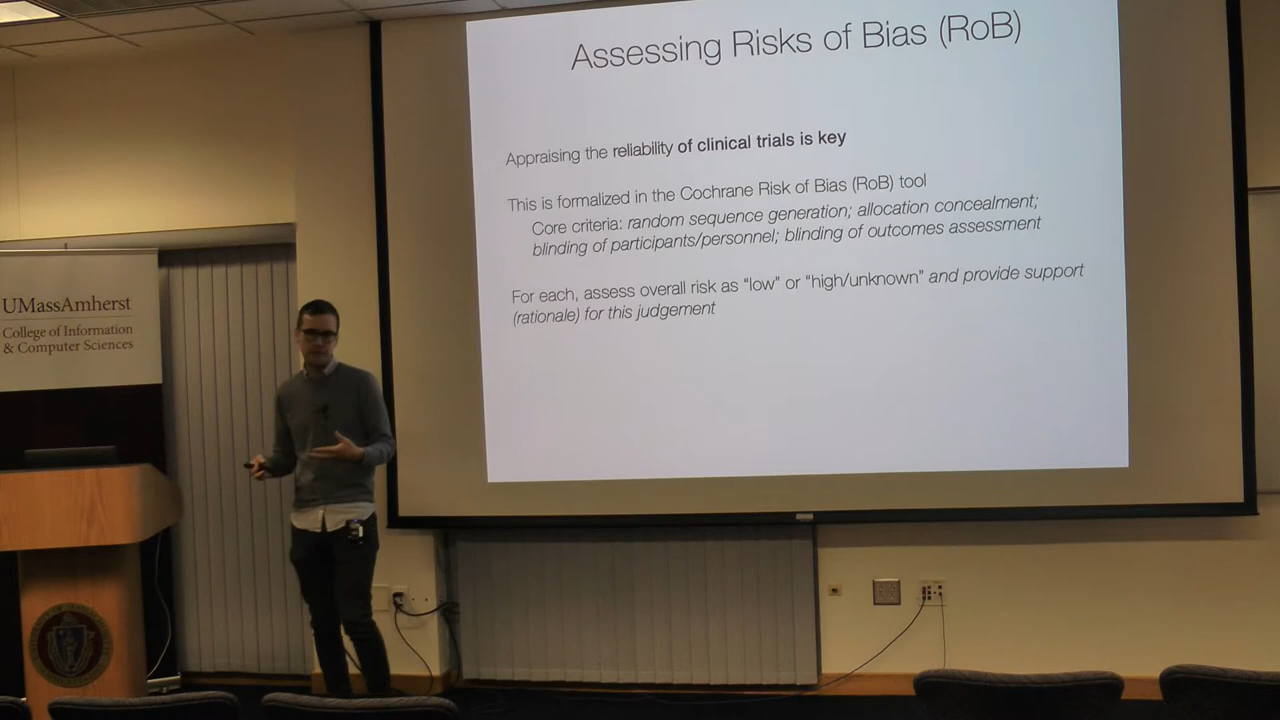 Assessing Risks of Bias (RoB)
Appraising the reliability of clinical trials is key
This is formalized in the Cochrane Risk of Bias (RoB) tool
Core criteria: random sequence generation; allocation concealment;
blinding of participants/personnel; blinding of outcomes assessment
For each, assess overall risk as “low” or “high/unknown” and provide support
(rationale) for this judgement
UMassAmherst
College of Information
& Computer Sciences